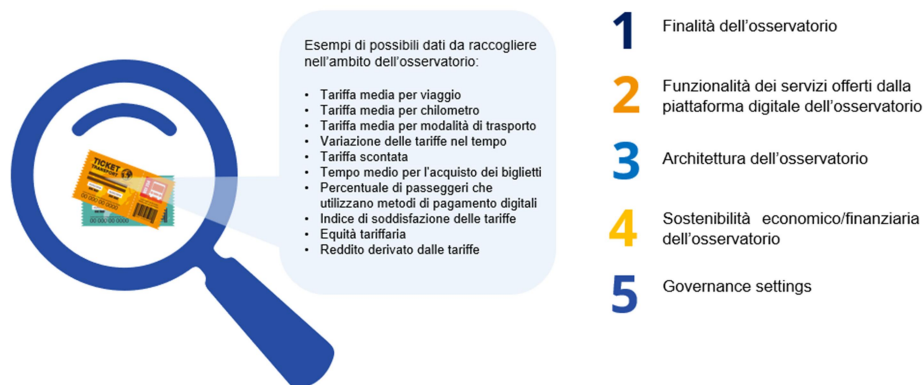 Esempi di possibili dati da raccogliere
nell'ambito dell'osservatorio:
• Tariffa media per viaggio
• Tariffa media per chilometro
• Tariffa media per modalità di trasporto
• Variazione delle tariffe nel tempo
• Tariffa scontata
• Tempo medio per l'acquisto dei biglietti
• Percentuale di passeggeri che
utilizzano metodi di pagamento digitali
• Indice di soddisfazione delle tariffe
• Equità tariffaria
• Reddito derivato dalle tariffe
TICKET
TRANSPORT
1 Finalità dell'osservatorio
2 Funzionalità dei servizi offerti dalla
piattaforma digitale dell'osservatorio
3 Architettura dell'osservatorio
4 Sostenibilità economico/finanziaria
dell'osservatorio
5 Governance settings